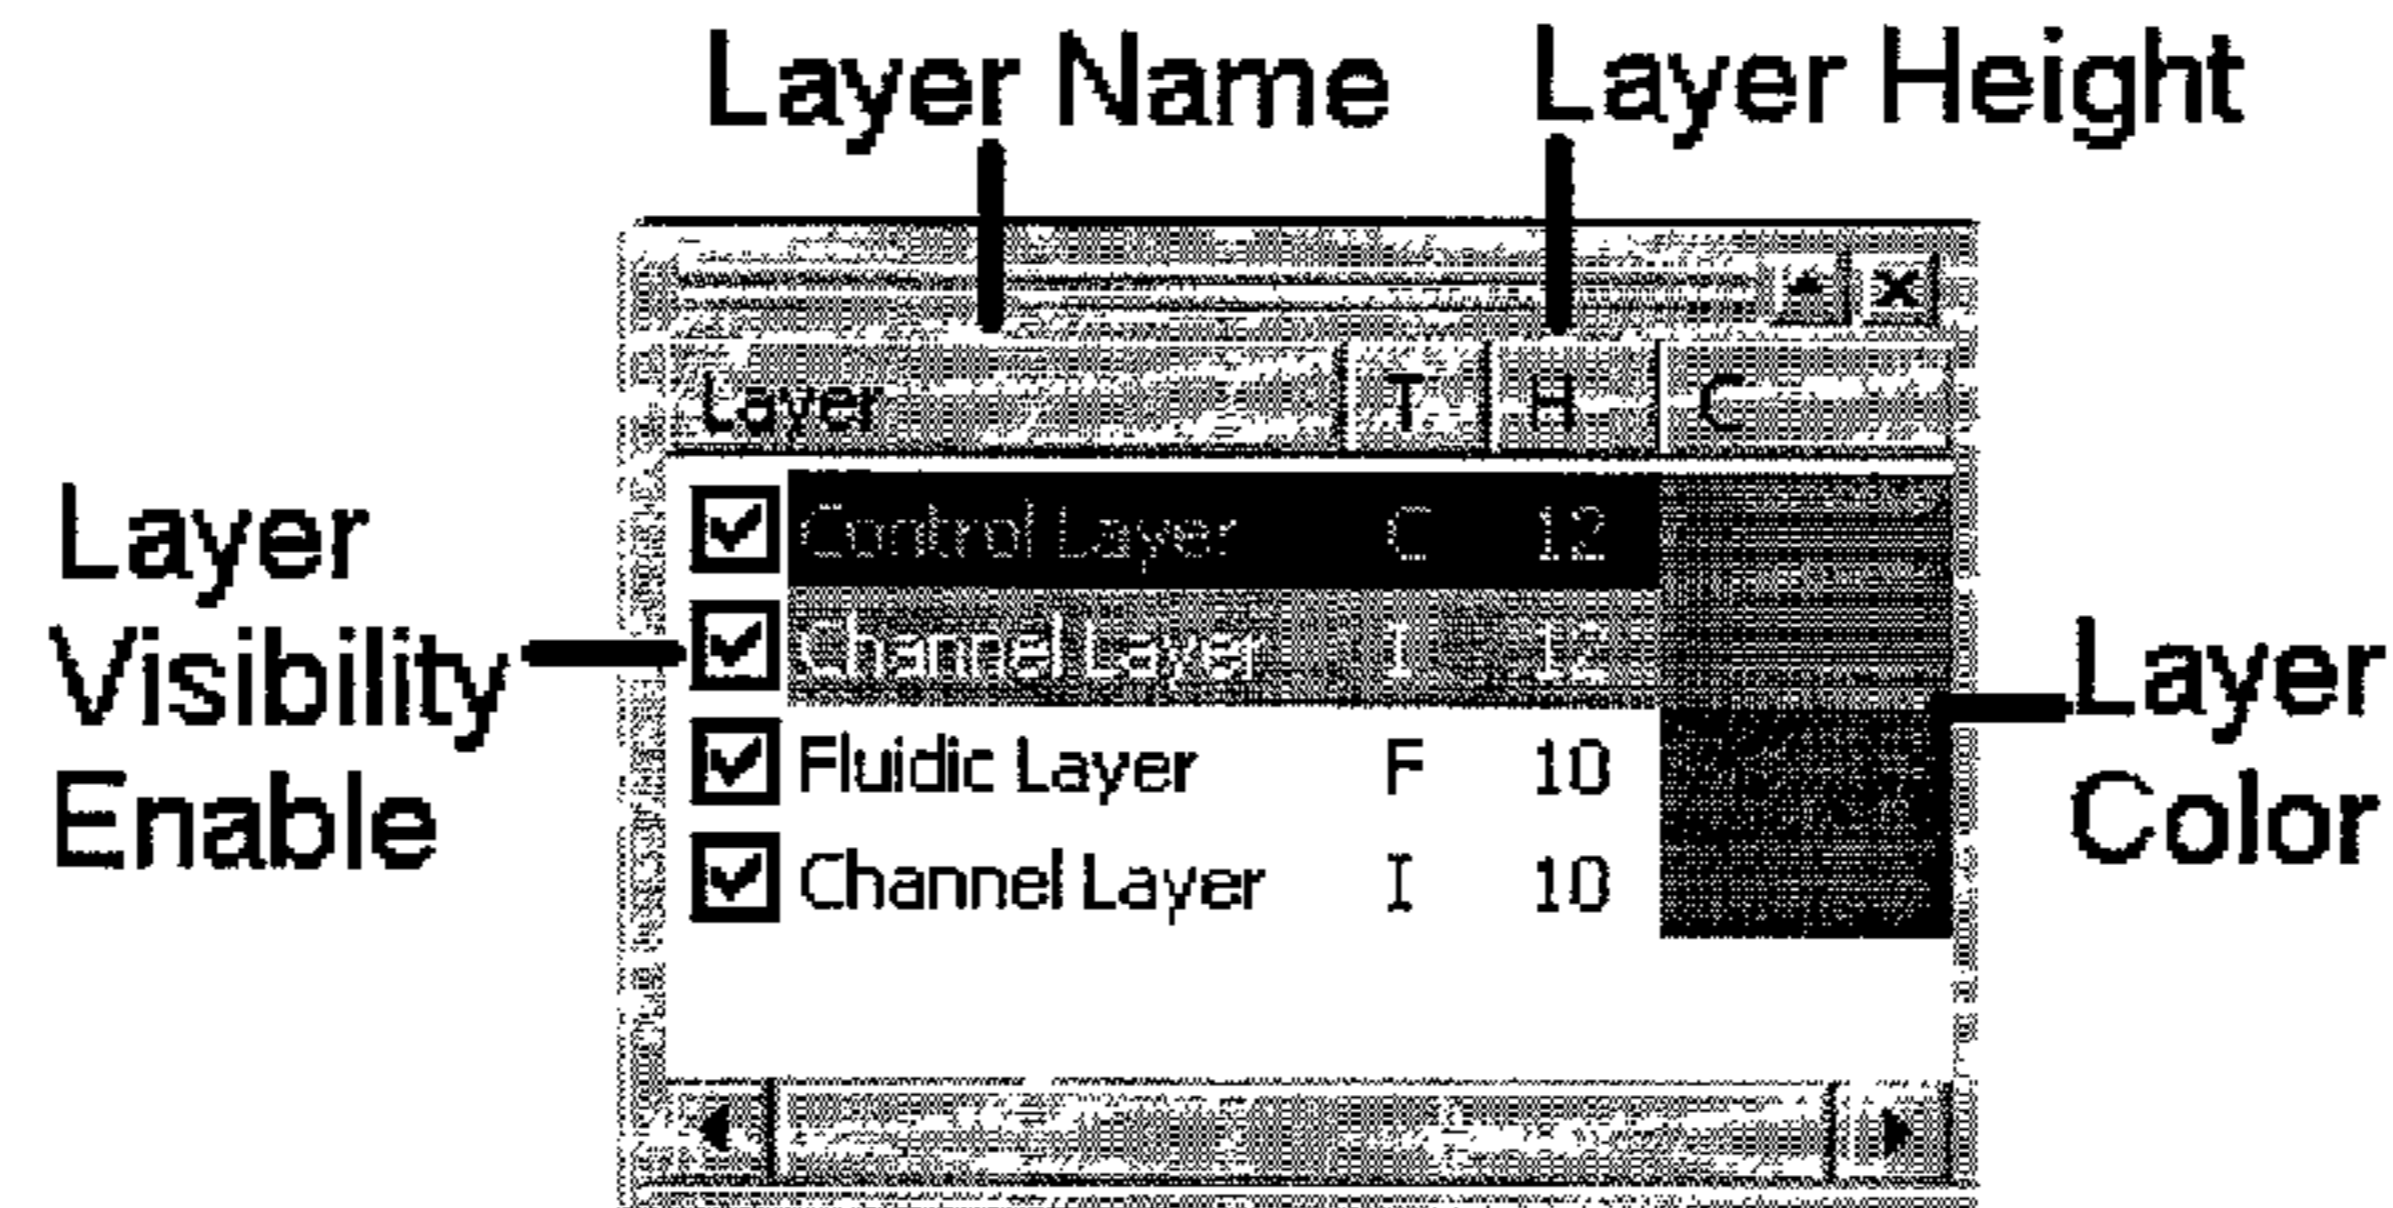 Layer Name
Layer Height
Layer T H C
Control Layer C 12
Channel Layer I 12
Fluidic Layer F 10
Channel Layer I 10
Layer
Visibility
Enable
Layer
Color